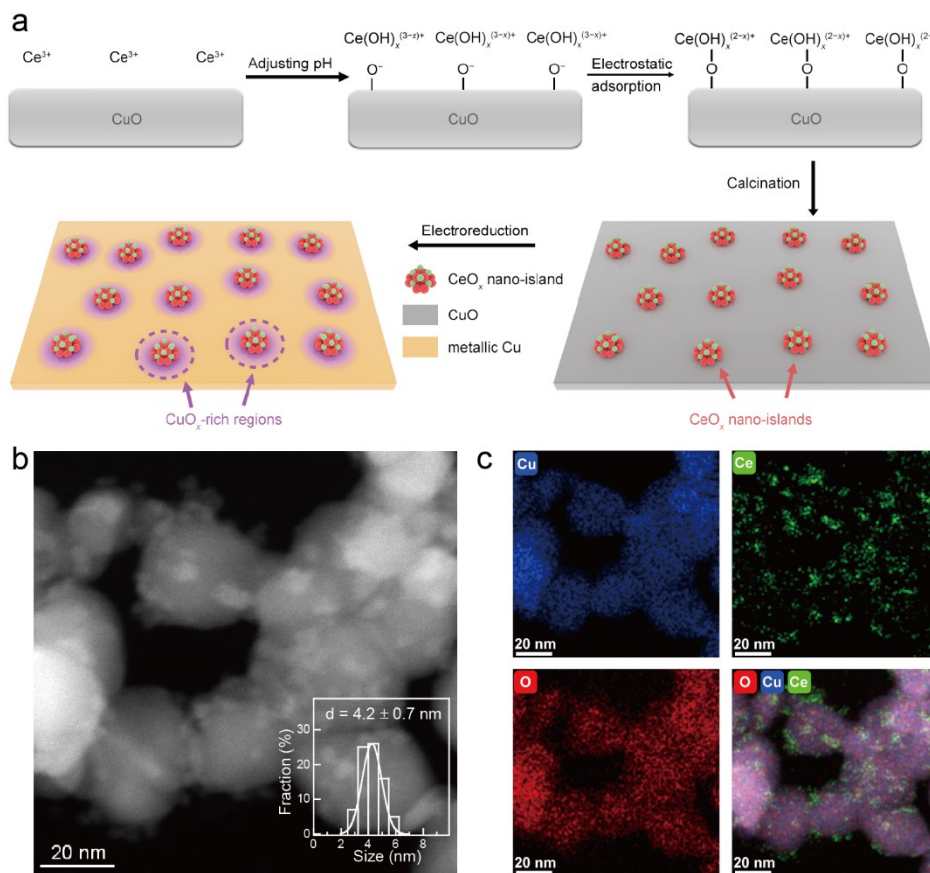 a
Ce³⁺ Ce³⁺ Ce³⁺
Adjusting pH
Ce(OH)ₓ⁽³⁻ˣ⁾⁺ Ce(OH)ₓ⁽³⁻ˣ⁾⁺ Ce(OH)ₓ⁽³⁻ˣ⁾⁺
O⁻ O⁻ O⁻
Electrostatic
adsorption
Ce(OH)ₓ⁽²⁻ˣ⁾⁺ Ce(OH)ₓ⁽²⁻ˣ⁾⁺ Ce(OH)ₓ⁽²⁻
O O O
CuO
CuO
CuO
Calcination
Electroreduction
CeOₓ nano-island
CuO
metallic Cu
CuOₓ-rich regions
CeOₓ nano-islands
b
20 nm
d = 4.2 ± 0.7 nm
Fraction (%)
30
20
10
0
0 2 4 6 8
Size (nm)
c
Cu
20 nm
Ce
20 nm
O
20 nm
O Cu Ce
20 nm